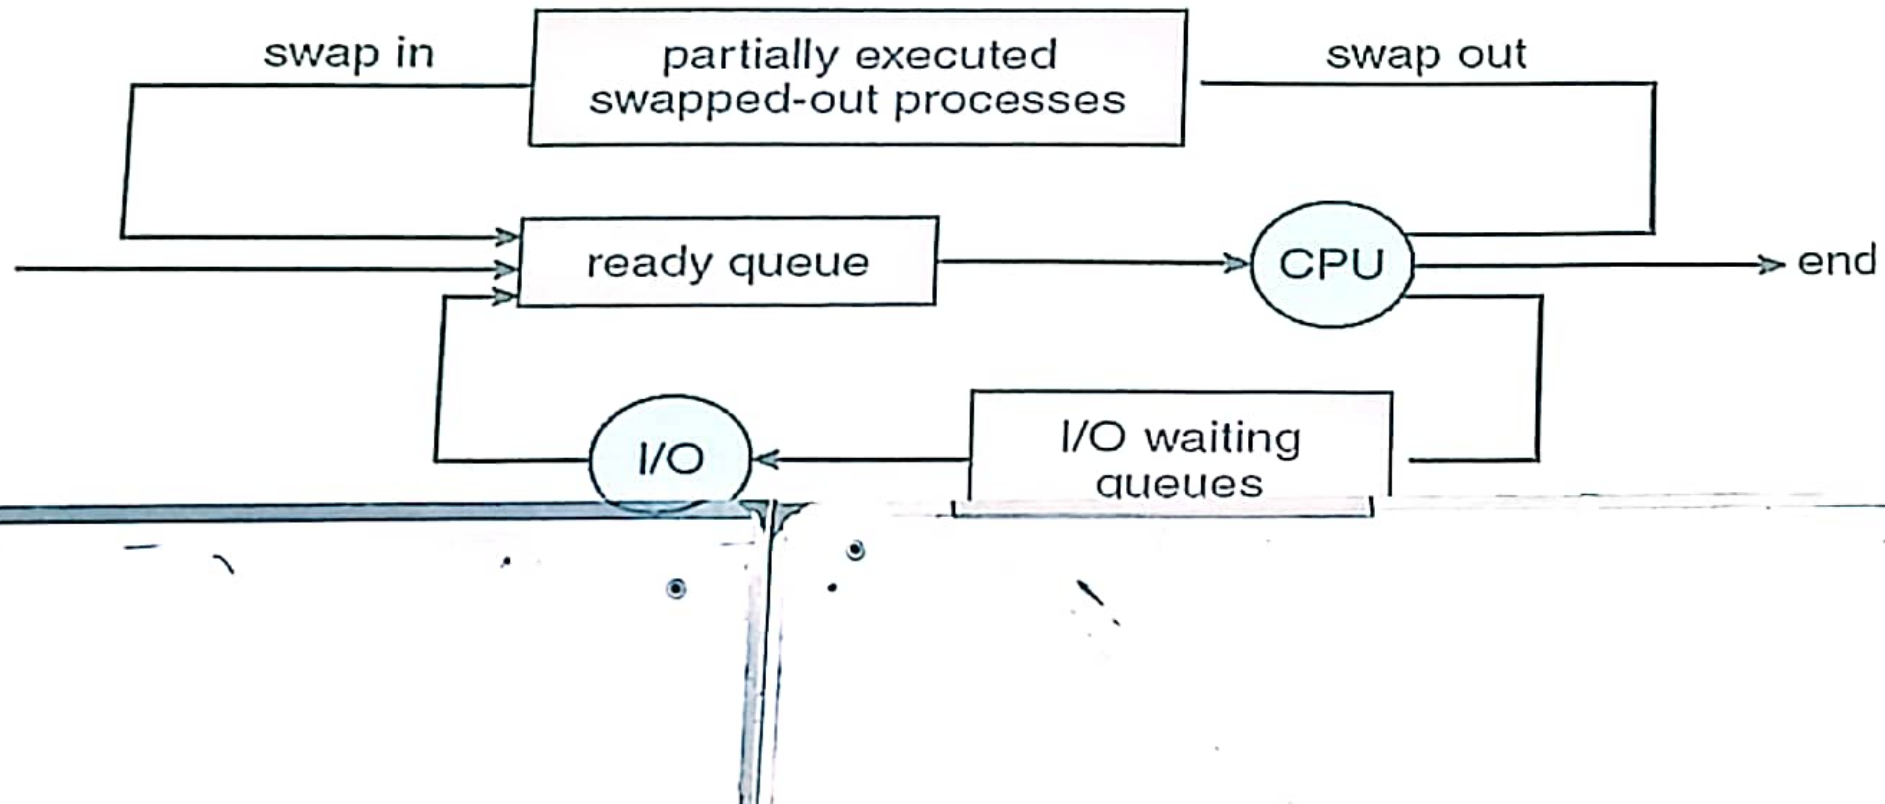 swap in
partially executed
swapped-out processes
swap out
ready queue
CPU
end
I/O
I/O waiting
queues